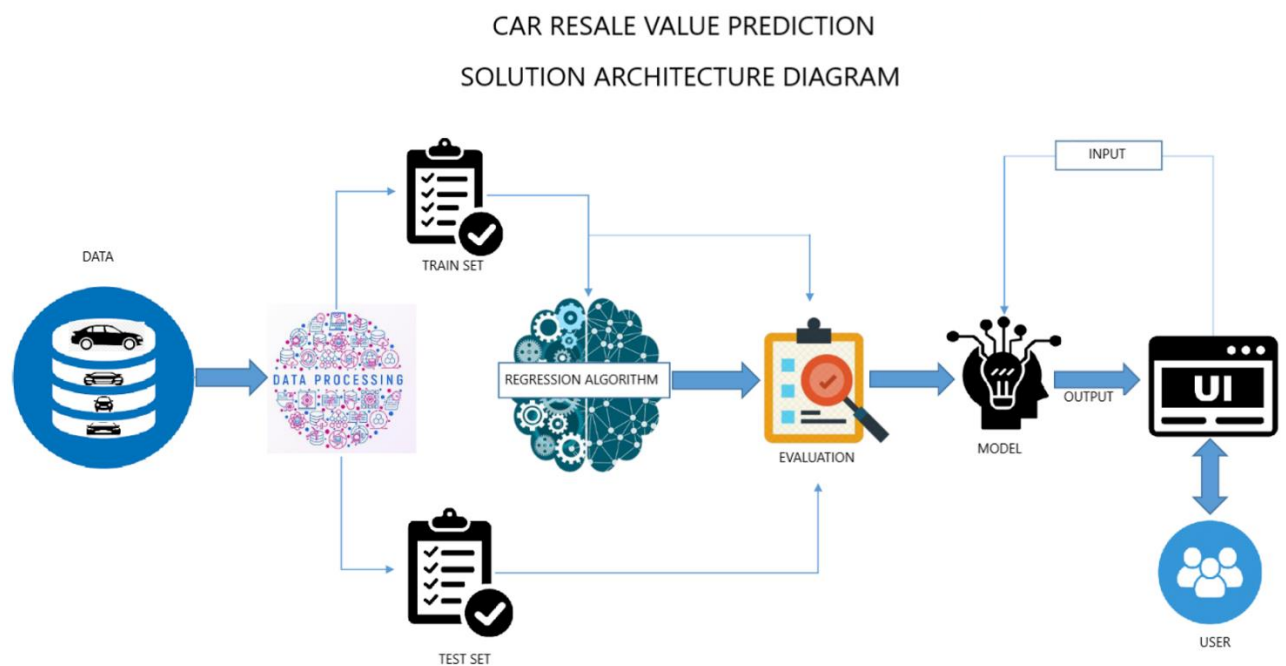 CAR RESALE VALUE PREDICTION
SOLUTION ARCHITECTURE DIAGRAM
INPUT
DATA
TRAIN SET
DATA PROCESSING
REGRESSION ALGORITHM
UI
OUTPUT
EVALUATION
MODEL
TEST SET
USER